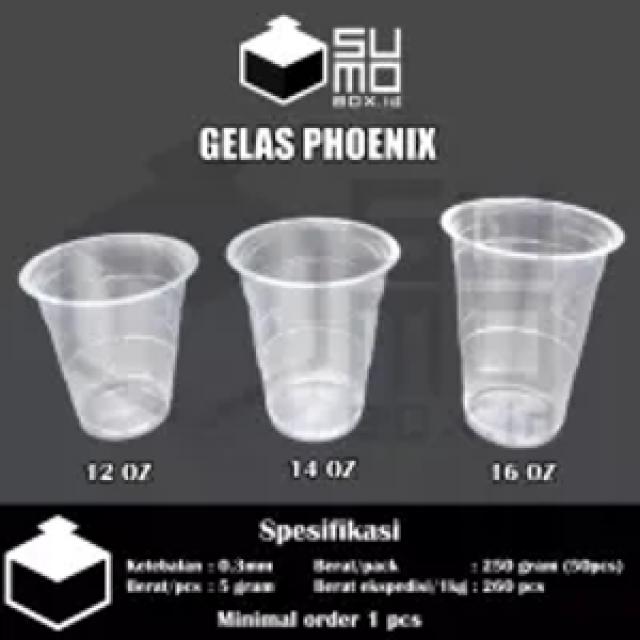 SUMO
BOX.id
GELAS PHOENIX
12 OZ
14 OZ
16 OZ
Spesifikasi
Ketebalan : 0.3mm Berat/pack : 250 gram (50pcs)
Berat/pcs : 5 gram Berat ekspedisi/1kg : 260 pcs
Minimal order 1 pcs